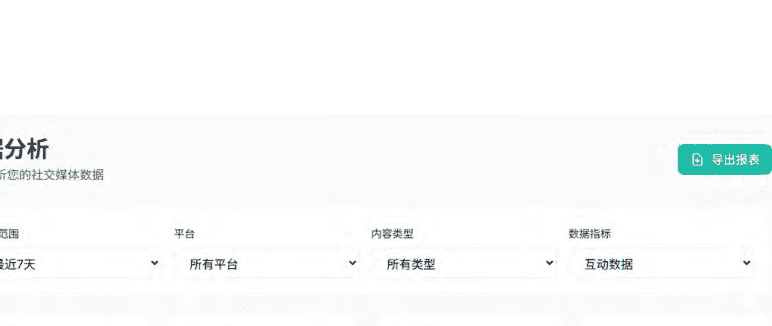 据分析
析您的社交媒体数据
导出报表
范围
平台
内容类型
数据指标
最近7天
所有平台
所有类型
互动数据